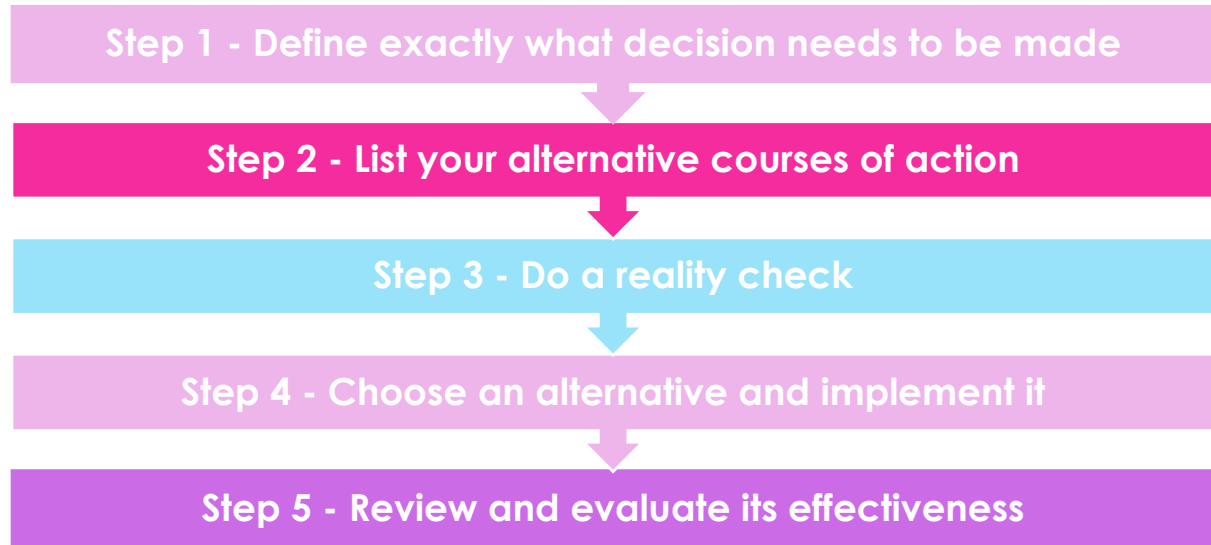 Step 1 - Define exactly what decision needs to be made
Step 2 - List your alternative courses of action
Step 3 - Do a reality check
Step 4 - Choose an alternative and implement it
Step 5 - Review and evaluate its effectiveness